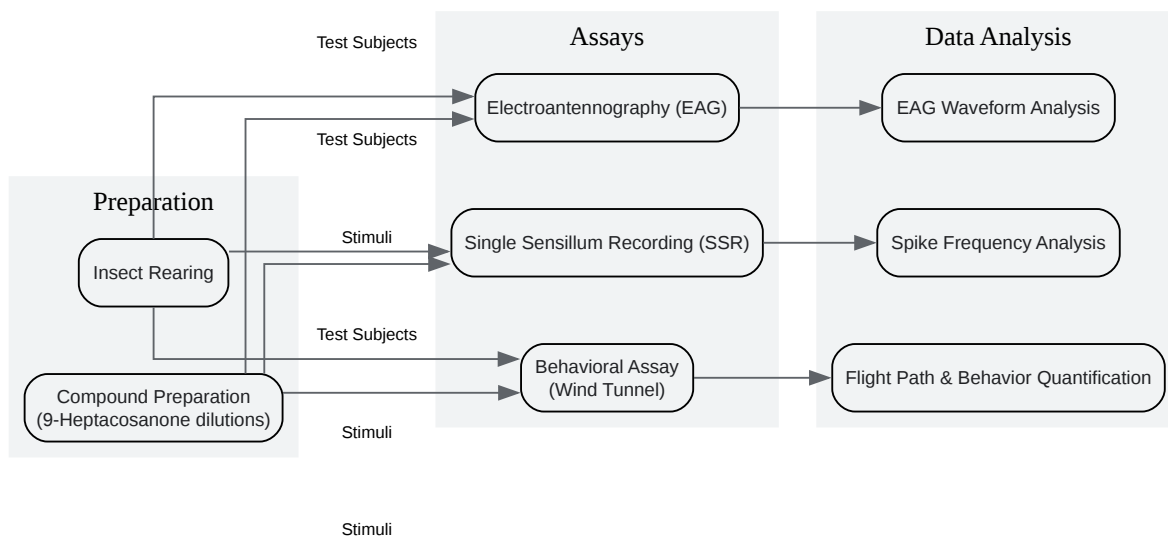 Test Subjects
Assays
Data Analysis
Electroantennography (EAG)
EAG Waveform Analysis
Test Subjects
Preparation
Stimuli
Single Sensillum Recording (SSR)
Spike Frequency Analysis
Insect Rearing
Test Subjects
Behavioral Assay
(Wind Tunnel)
Flight Path & Behavior Quantification
Compound Preparation
(9-Heptacosanone dilutions)
Stimuli
Stimuli